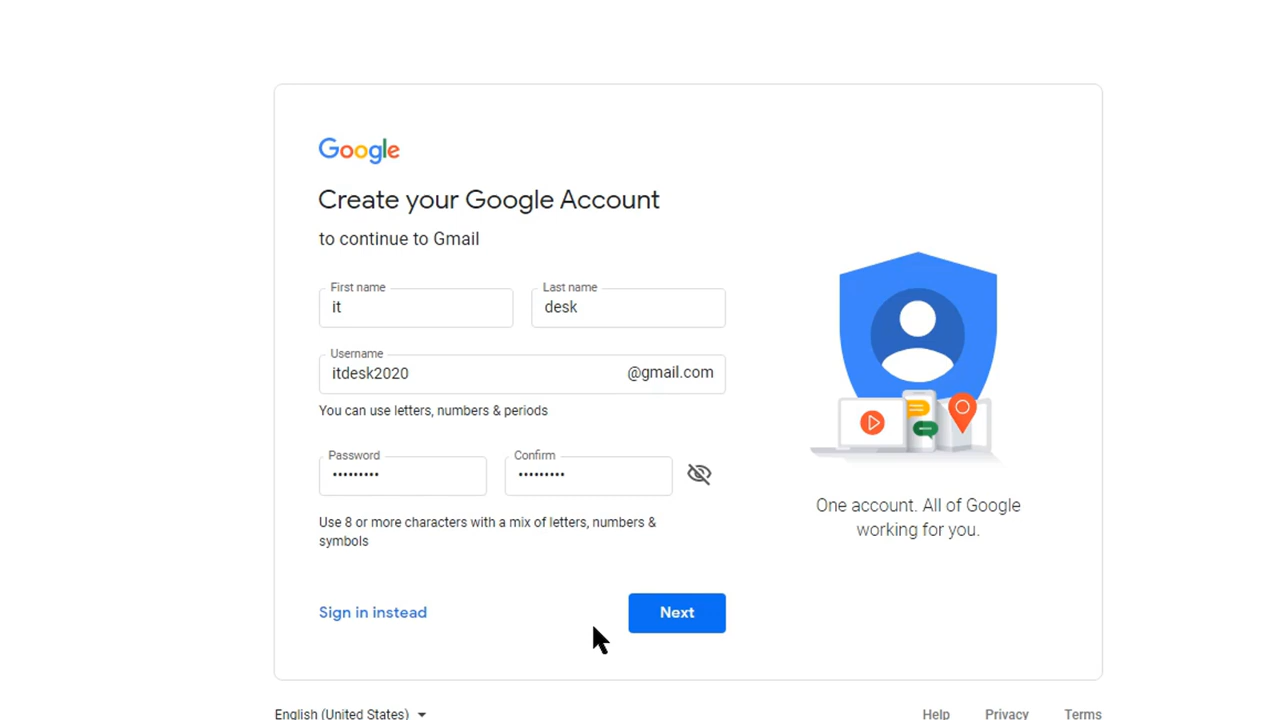 Google
Create your Google Account
to continue to Gmail
First name
it
Last name
desk
Username
itdesk2020
@gmail.com
You can use letters, numbers & periods
Password
•••••••••
Confirm
•••••••••
Use 8 or more characters with a mix of letters, numbers &
symbols
Sign in instead
Next
One account. All of Google
working for you.
English (United States)
Help
Privacy
Terms